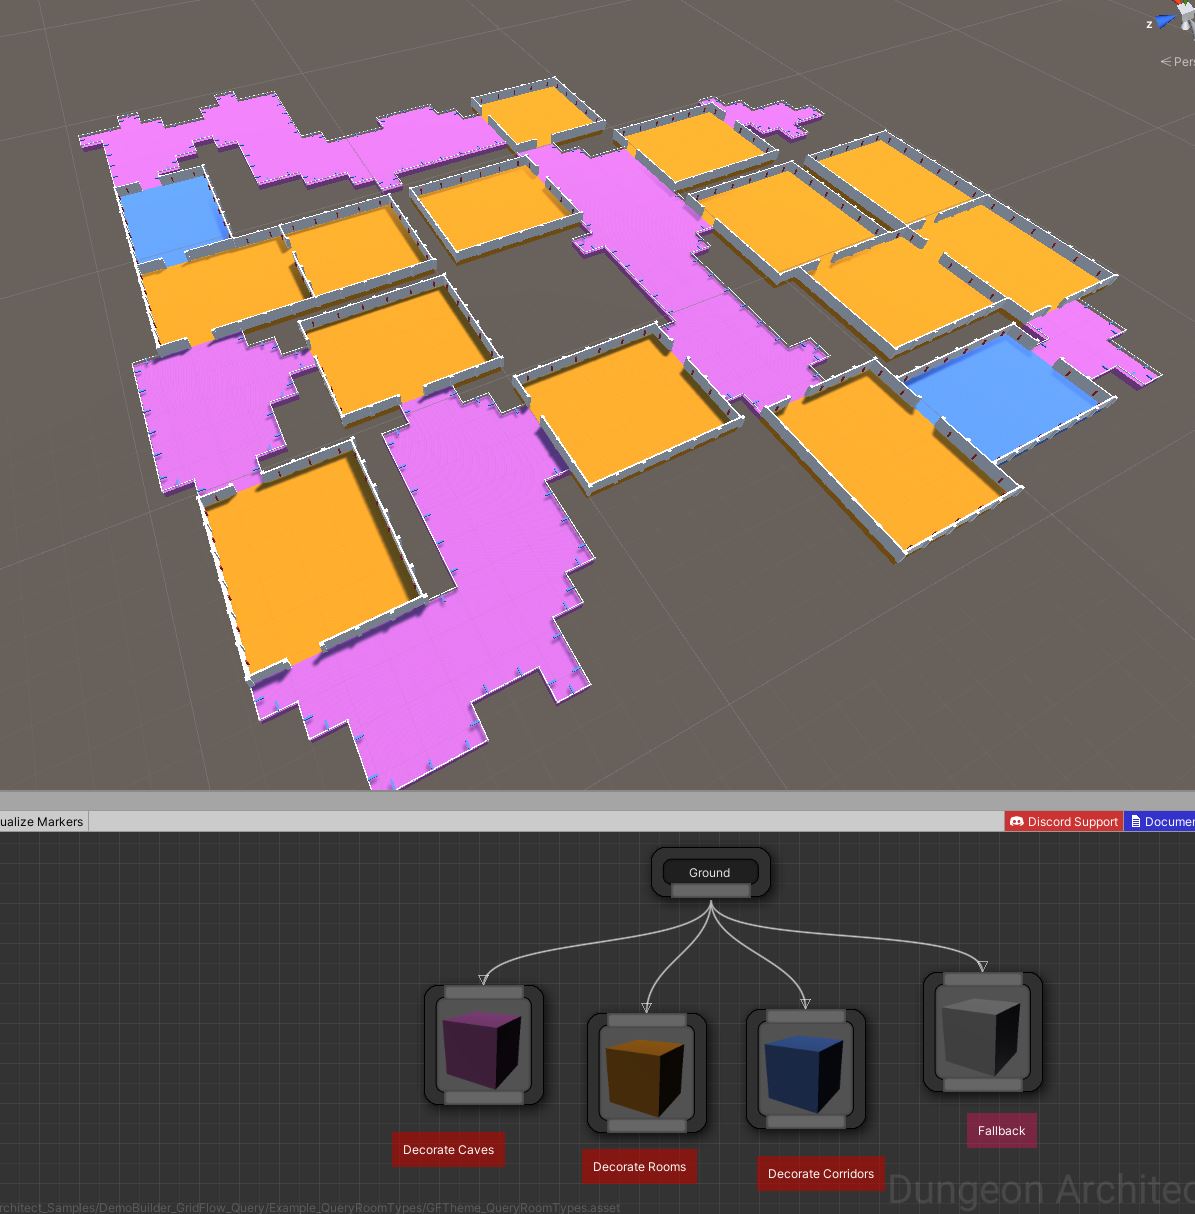 z
Pers
ualize Markers
Discord Support
Documen
Ground
Decorate Caves
Decorate Rooms
Decorate Corridors
Fallback
Dungeon Architec
rchitect_Samples/DemoBuilder_GridFlow_Query/Example_QueryRoomTypes/GFTheme_QueryRoomTypes.asset